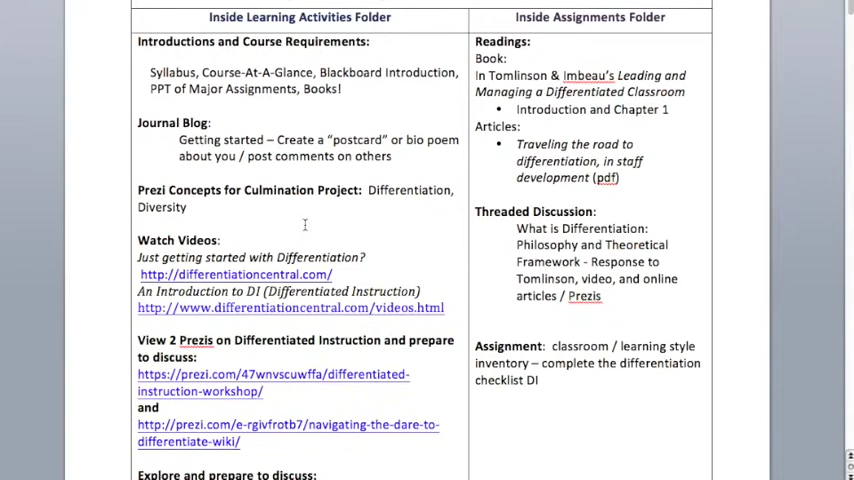 Inside Learning Activities Folder
Introductions and Course Requirements:
Syllabus, Course-At-A-Glance, Blackboard Introduction,
PPT of Major Assignments, Books!
Journal Blog:
Getting started – Create a “postcard” or bio poem
about you / post comments on others
Prezi Concepts for Culmination Project: Differentiation,
Diversity
Watch Videos:
Just getting started with Differentiation?
http://differentiationcentral.com/
An Introduction to DI (Differentiated Instruction)
http://www.differentiationcentral.com/videos.html
View 2 Prezis on Differentiated Instruction and prepare
to discuss:
https://prezi.com/47wnvscuwffa/differentiated-
instruction-workshop/
and
http://prezi.com/e-rgivfrotb7/navigating-the-dare-to-
differentiate-wiki/
Explore and prepare to discuss:
Inside Assignments Folder
Readings:
Book:
In Tomlinson & Imbeau’s Leading and
Managing a Differentiated Classroom
• Introduction and Chapter 1
Articles:
• Traveling the road to
differentiation, in staff
development (pdf)
Threaded Discussion:
What is Differentiation:
Philosophy and Theoretical
Framework - Response to
Tomlinson, video, and online
articles / Prezis
Assignment: classroom / learning style
inventory – complete the differentiation
checklist DI